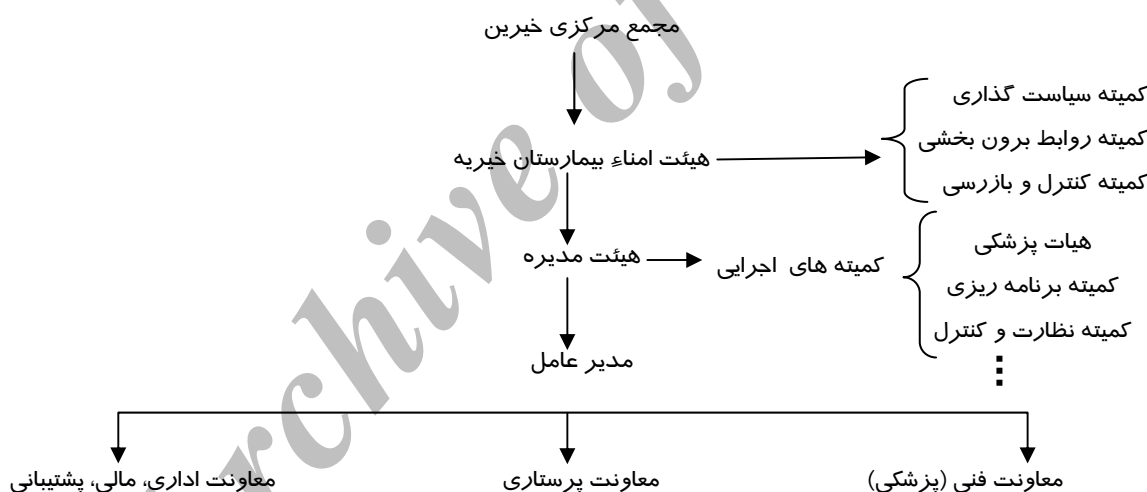 مجمع مرکزی خیرین
کمیته سیاست گذاری
کمیته روابط برون بخشی
کمیته کنترل و بازرسی
هیئت امناءِ بیمارستان خیریه
هیئت مدیره
کمیته های اجرایی
هیات پزشکی
کمیته برنامه ریزی
کمیته نظارت و کنترل
مدیر عامل
معاونت فنی (پزشکی)
معاونت پرستاری
معاونت اداری، مالی، پشتیبانی
rchive of